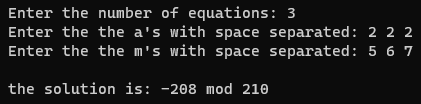 Enter the number of equations: 3
Enter the the a's with space separated: 2 2 2
Enter the the m's with space separated: 5 6 7
the solution is: -208 mod 210